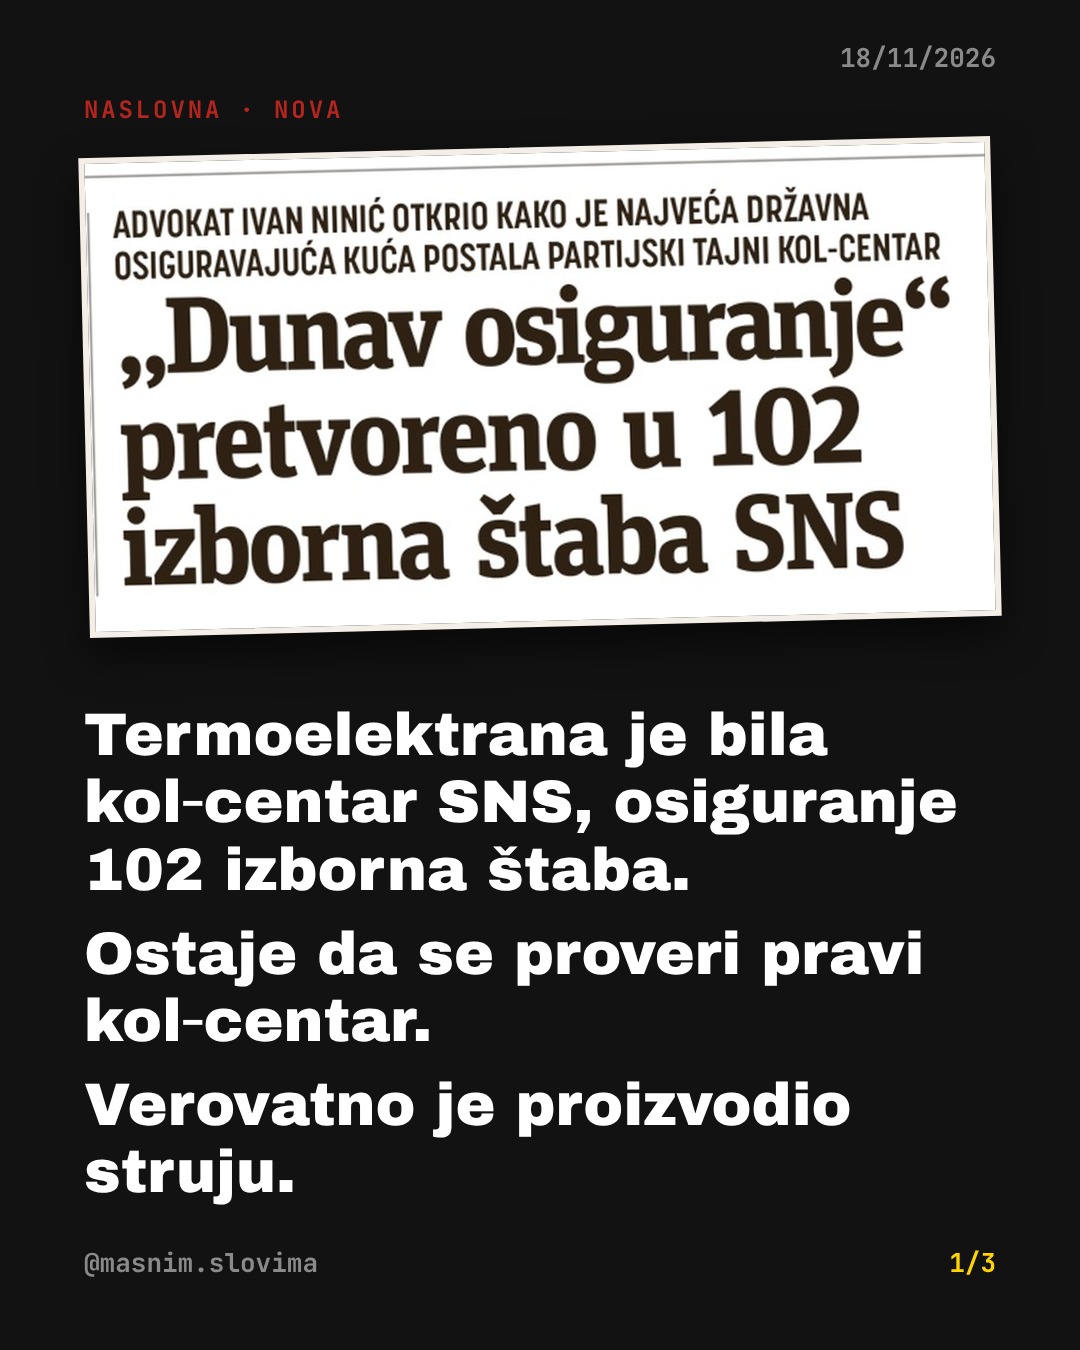 18/11/2026
NASLOVNA · NOVA
ADVOKAT IVAN NINIĆ OTKRIO KAKO JE NAJVEĆA DRŽAVNA
OSIGURAVAJUĆA KUĆA POSTALA PARTIJSKI TAJNI KOL-CENTAR
„Dunav osiguranje“
pretvoreno u 102
izborna štaba SNS
Termoelektrana je bila
kol-centar SNS, osiguranje
102 izborna štaba.
Ostaje da se proveri pravi
kol-centar.
Verovatno je proizvodio
struju.
@masnim.slovima
1/3